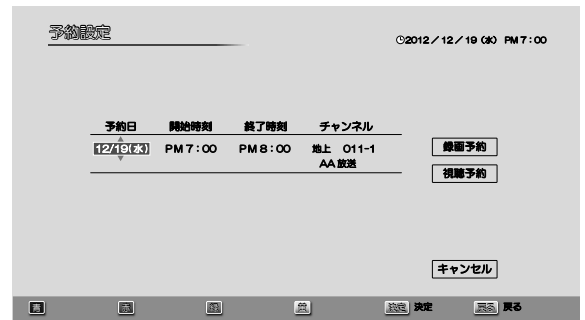 予約設定
2012/12/19(水) PM7:00
予約日 開始時刻 終了時刻 チャンネル
12/19(水) PM7:00 PM8:00 地上 011-1
AA放送
録画予約
視聴予約
キャンセル
青 赤 緑 黄 決定 決定 戻る 戻る